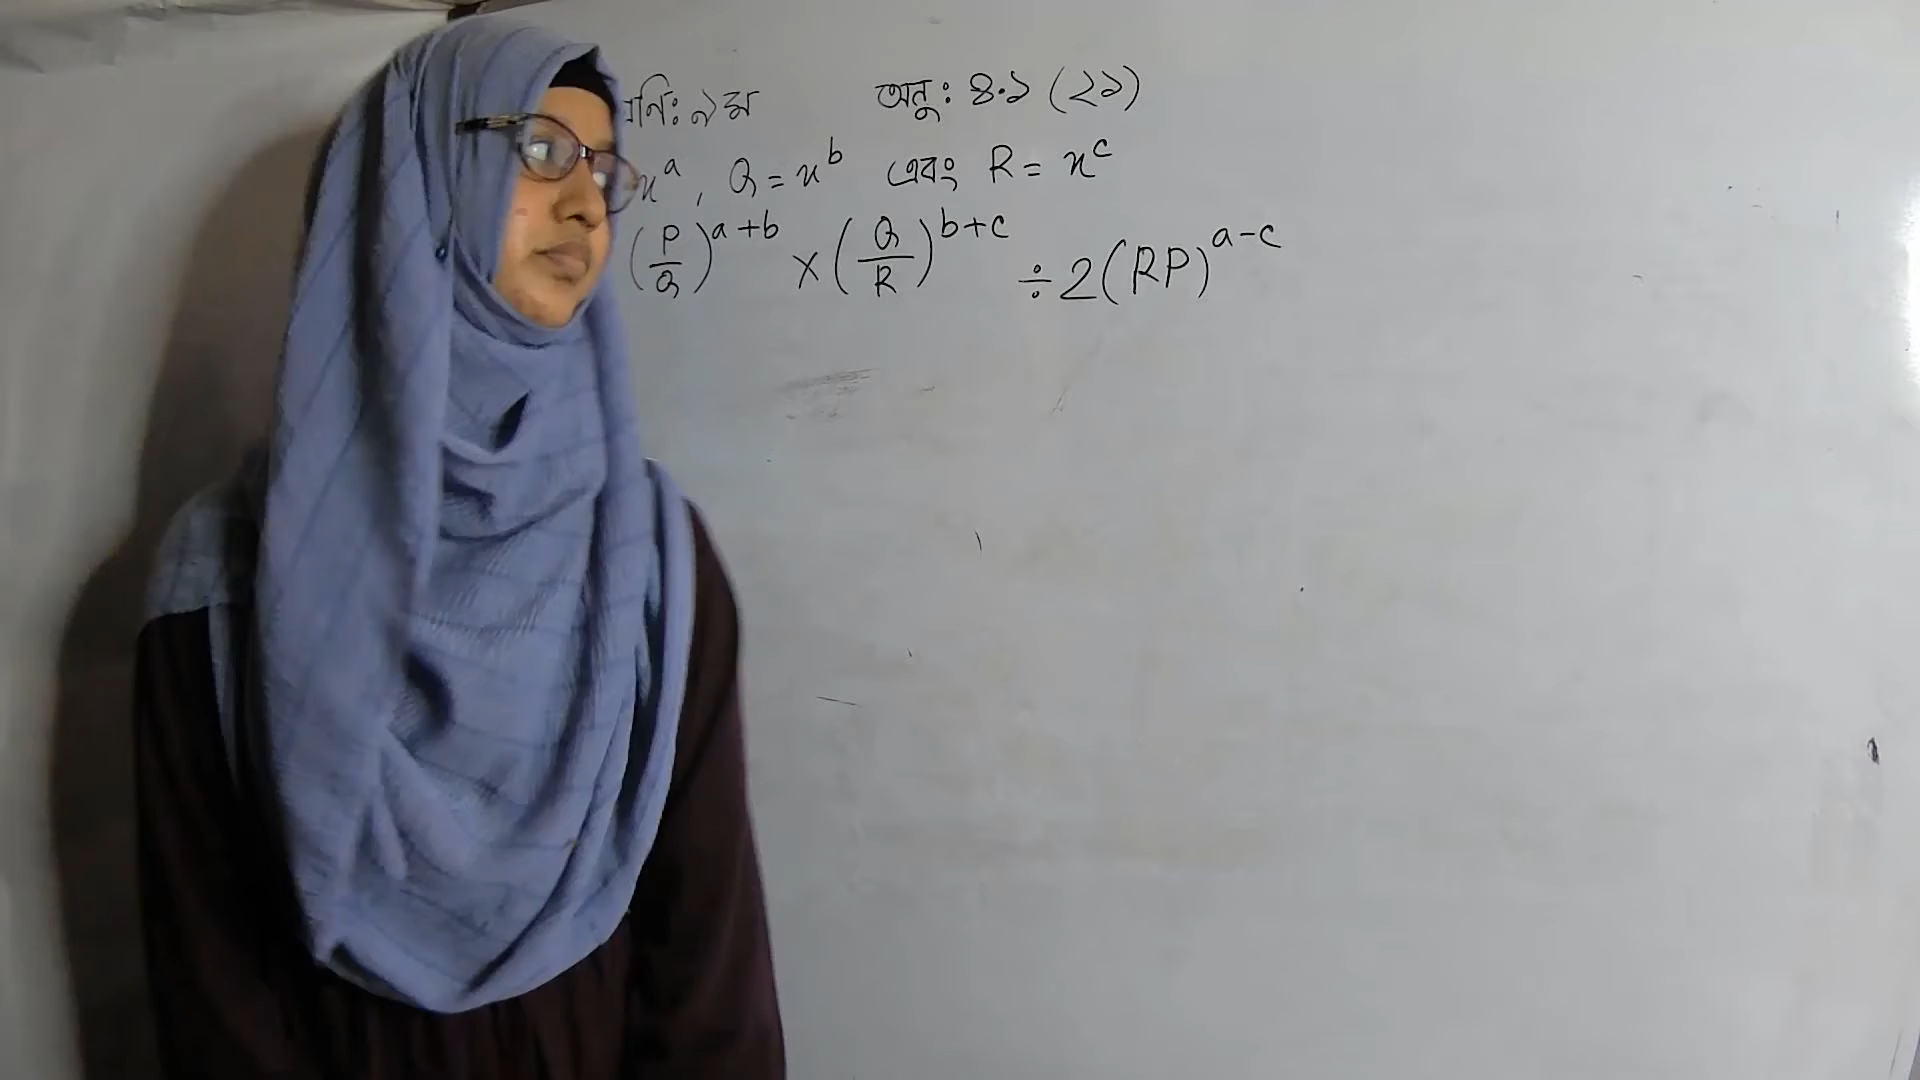 ৯ম অনু: ৪.১ (২১)
x^a, Q = x^b এবং R = x^c
(P/Q)^{a+b} × (Q/R)^{b+c} ÷ 2(RP)^{a-c}